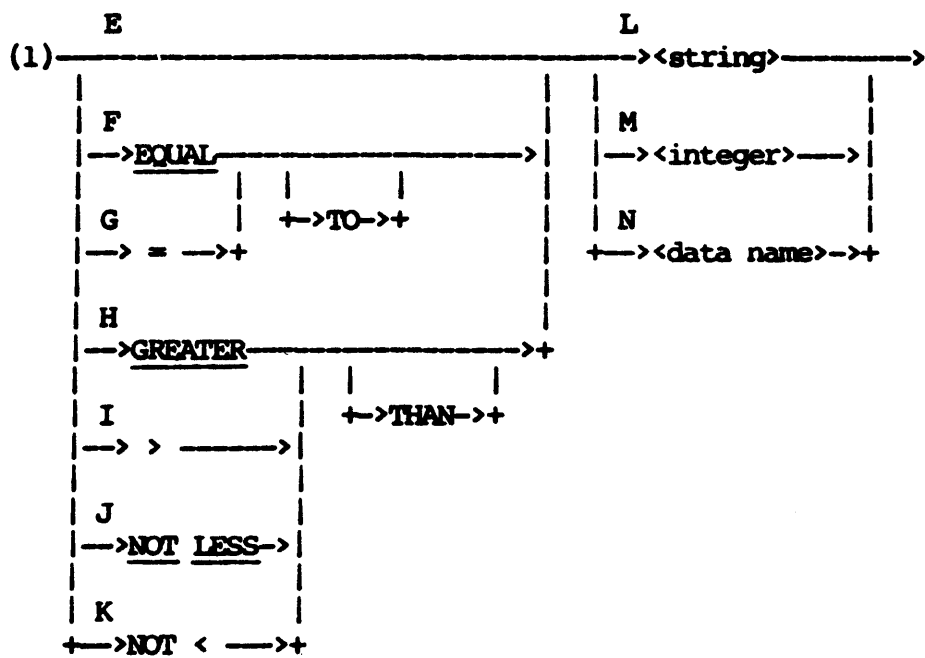 E L
(1) <string>
F M
EQUAL <integer>
G TO N
= <data name>
H
GREATER
I THAN
>
J
NOT LESS
K
NOT <